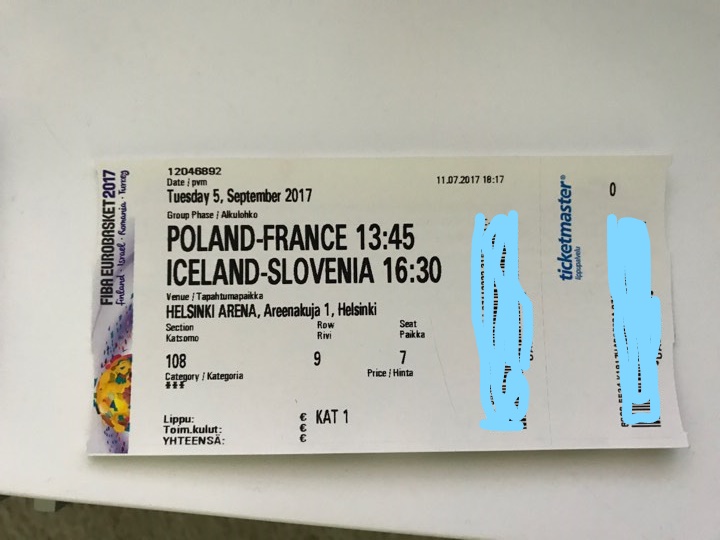 FIBA EUROBASKET2017
Finland · Israel · Romania · Turkey
12046892
Date / pvm
11.07.2017 18:17
Tuesday 5, September 2017
Group Phase / Alkulohko
POLAND-FRANCE 13:45
ICELAND-SLOVENIA 16:30
Venue / Tapahtumapaikka
HELSINKI ARENA, Areenakuja 1, Helsinki
Section Row Seat
Katsomo Rivi Paikka
108 9 7
Category / Kategoria Price / Hinta
***
Lippu: € KAT 1
Toim.kulut: €
YHTEENSÄ: €
ticketmaster®
lippupalvelu
0